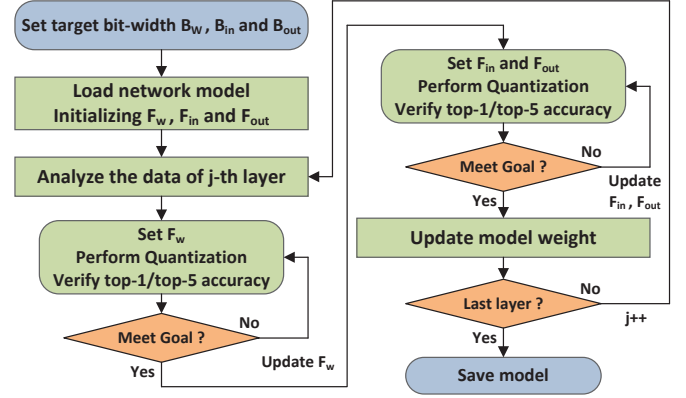 Set target bit-width B_W , B_in and B_out
Load network model
Initializing F_w , F_in and F_out
Analyze the data of j-th layer
Set F_w
Perform Quantization
Verify top-1/top-5 accuracy
Meet Goal ?
No
Update F_w
Yes
Set F_in and F_out
Perform Quantization
Verify top-1/top-5 accuracy
Meet Goal ?
No
Update
F_in , F_out
Yes
Update model weight
Last layer ?
No
j++
Yes
Save model